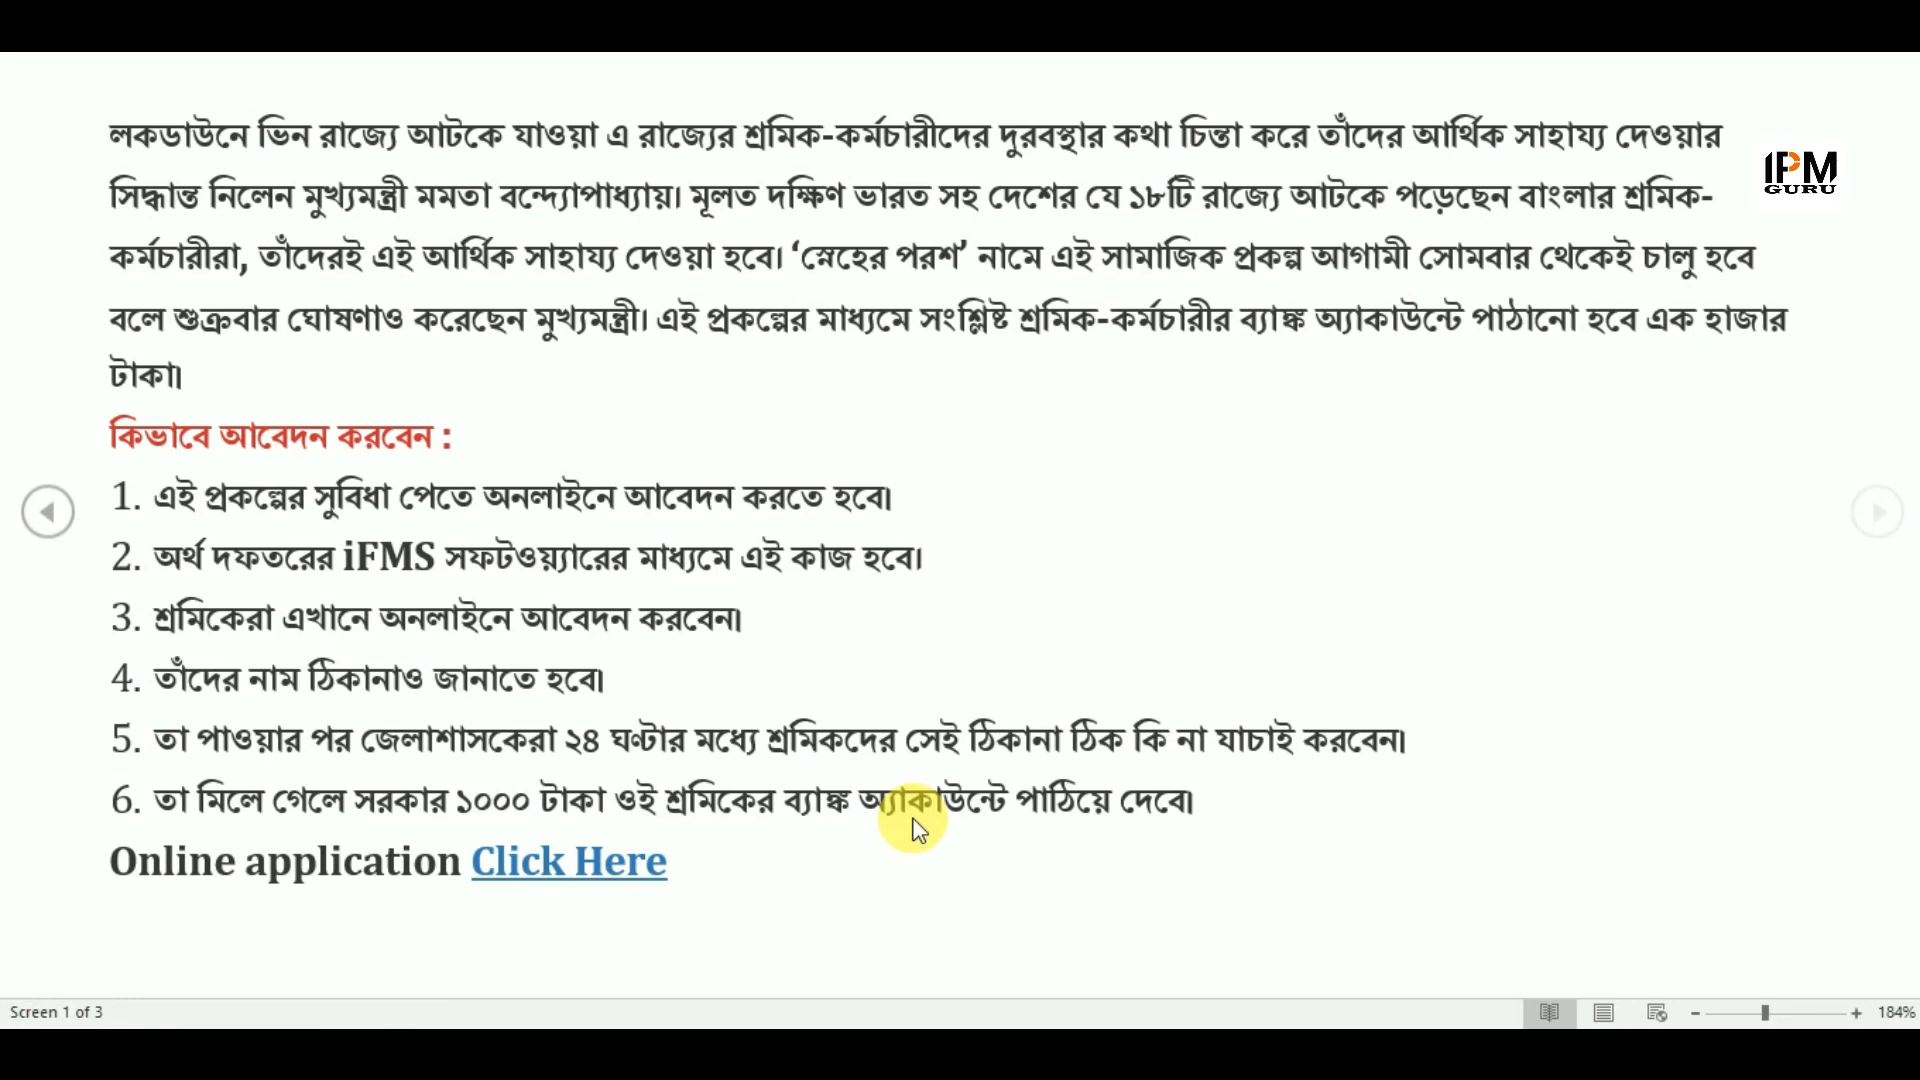 লকডাউনে ভিন রাজ্যে আটকে যাওয়া এ রাজ্যের শ্রমিক-কর্মচারীদের দুরবস্থার কথা চিন্তা করে তাঁদের আর্থিক সাহায্য দেওয়ার
IPM
GURU
সিদ্ধান্ত নিলেন মুখ্যমন্ত্রী মমতা বন্দ্যোপাধ্যায়। মূলত দক্ষিণ ভারত সহ দেশের যে ১৮টি রাজ্যে আটকে পড়েছেন বাংলার শ্রমিক-
কর্মচারীরা, তাঁদেরই এই আর্থিক সাহায্য দেওয়া হবে। ‘স্নেহের পরশ’ নামে এই সামাজিক প্রকল্প আগামী সোমবার থেকেই চালু হবে
বলে শুক্রবার ঘোষণাও করেছেন মুখ্যমন্ত্রী। এই প্রকল্পের মাধ্যমে সংশ্লিষ্ট শ্রমিক-কর্মচারীর ব্যাঙ্ক অ্যাকাউন্টে পাঠানো হবে এক হাজার
টাকা।
কিভাবে আবেদন করবেন :
1. এই প্রকল্পের সুবিধা পেতে অনলাইনে আবেদন করতে হবে।
2. অর্থ দফতরের iFMS সফটওয়্যারের মাধ্যমে এই কাজ হবে।
3. শ্রমিকেরা এখানে অনলাইনে আবেদন করবেন।
4. তাঁদের নাম ঠিকানাও জানাতে হবে।
5. তা পাওয়ার পর জেলাশাসকেরা ২৪ ঘণ্টার মধ্যে শ্রমিকদের সেই ঠিকানা ঠিক কি না যাচাই করবেন।
6. তা মিলে গেলে সরকার ১০০০ টাকা ওই শ্রমিকের ব্যাঙ্ক অ্যাকাউন্টে পাঠিয়ে দেবে।
Online application Click Here
Screen 1 of 3
184%